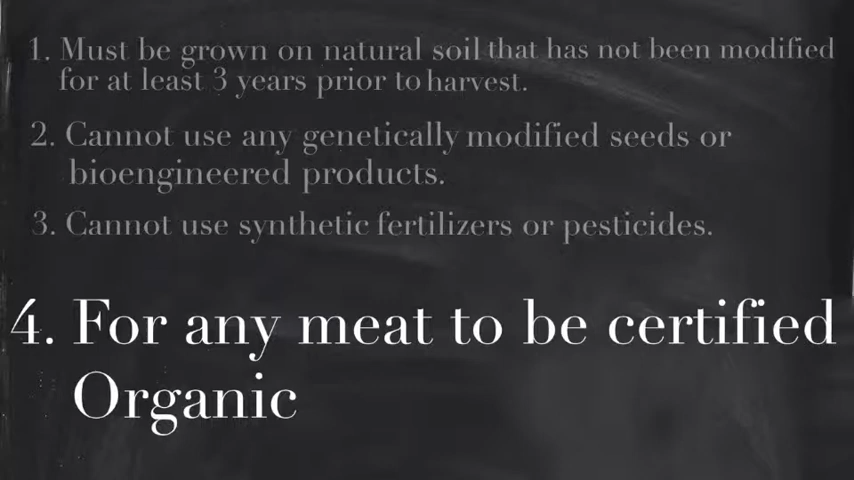 1. Must be grown on natural soil that has not been modified
for at least 3 years prior to harvest.
2. Cannot use any genetically modified seeds or
bioengineered products.
3. Cannot use synthetic fertilizers or pesticides.
4. For any meat to be certified
Organic